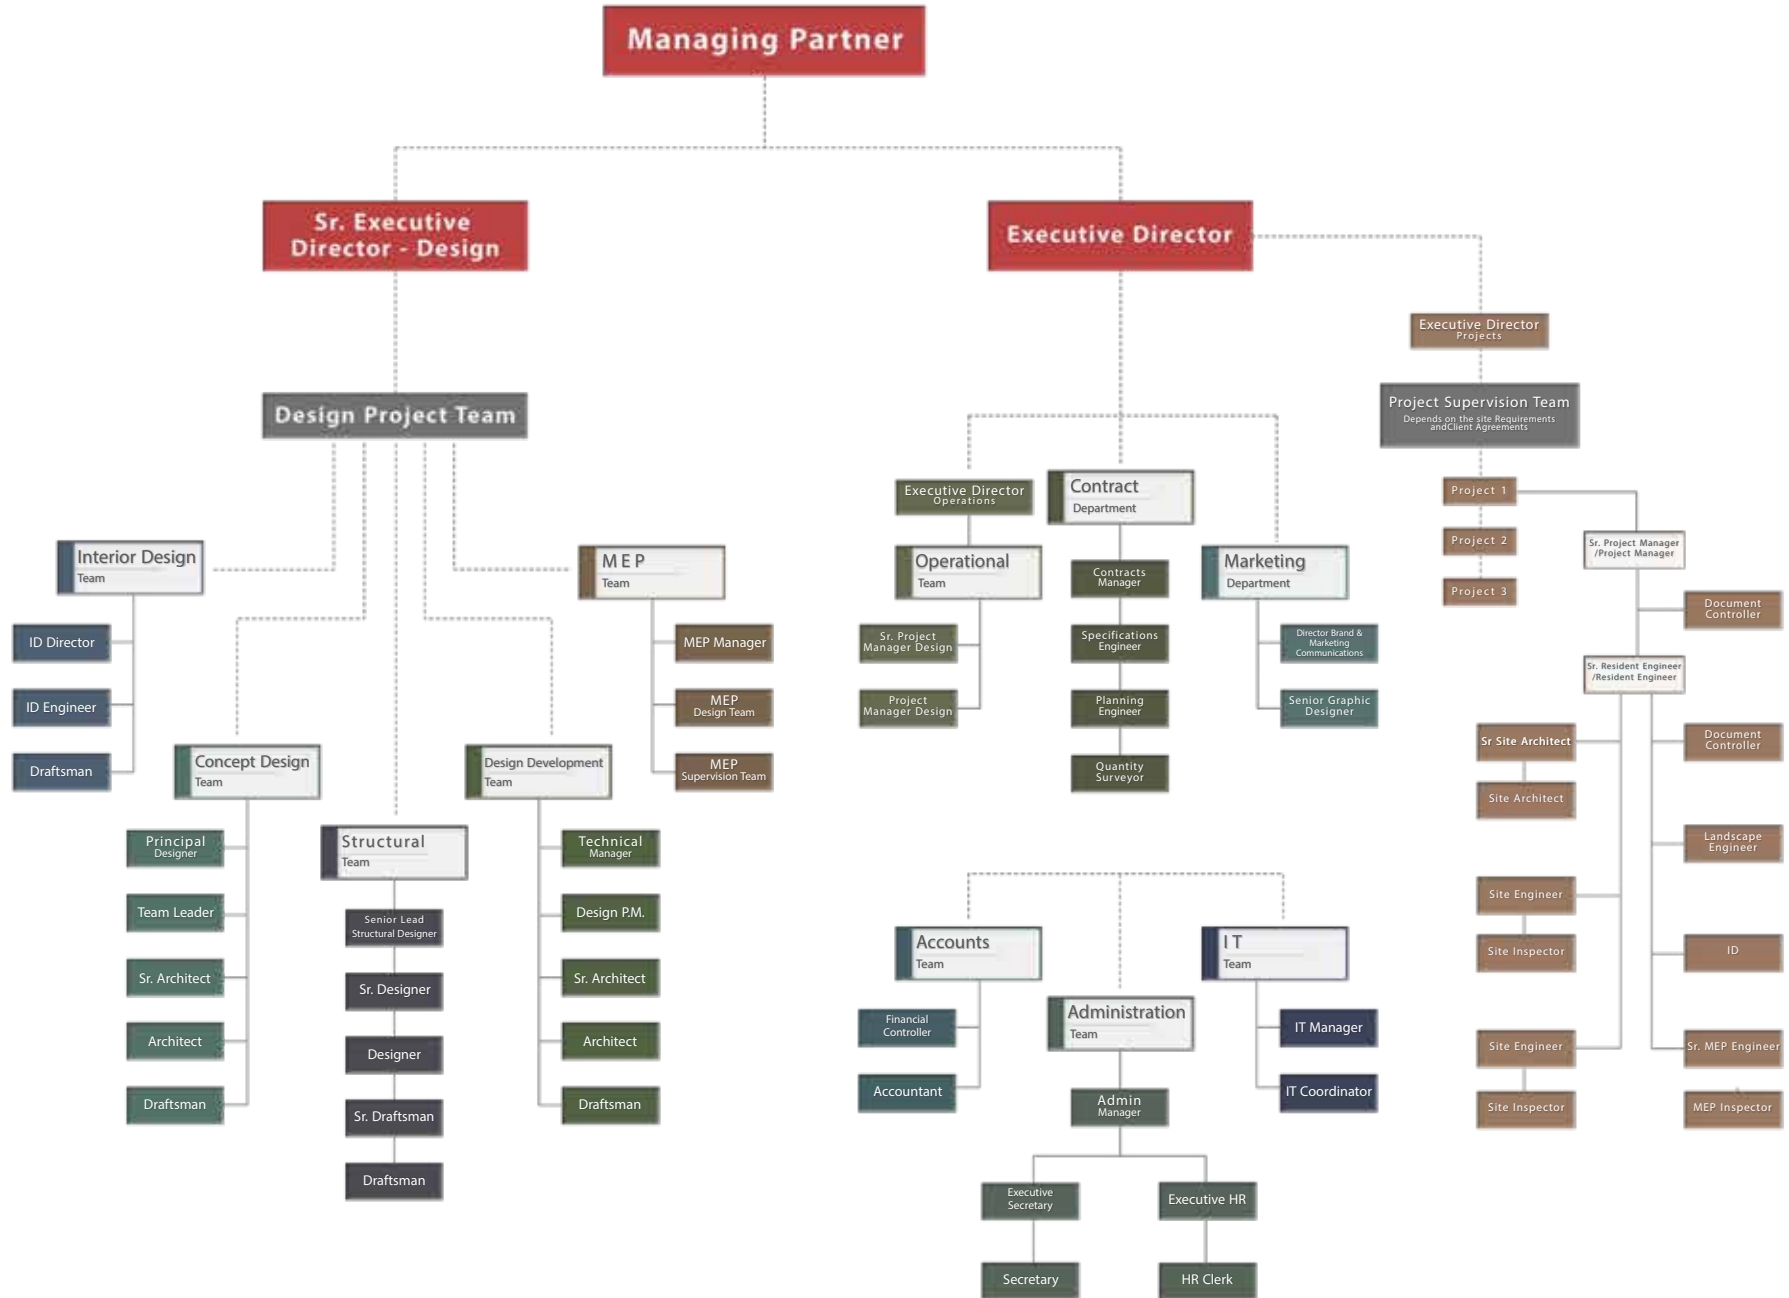 Managing Partner
Sr. Executive
Director - Design
Executive Director
Executive Director
Projects
Project Supervision Team
Depends on the site Requirements
andClient Agreements
Design Project Team
Interior Design
Team
ID Director
ID Engineer
Draftsman
Concept Design
Team
Principal
Designer
Team Leader
Sr. Architect
Architect
Draftsman
Structural
Team
Senior Lead
Structural Designer
Sr. Designer
Designer
Sr. Draftsman
Draftsman
Design Development
Team
Technical
Manager
Design P.M.
Sr. Architect
Architect
Draftsman
M E P
Team
MEP Manager
MEP
Design Team
MEP
Supervision Team
Executive Director
Operations
Operational
Team
Sr. Project
Manager Design
Project
Manager Design
Contract
Department
Contracts
Manager
Specifications
Engineer
Planning
Engineer
Quantity
Surveyor
Marketing
Department
Director Brand &
Marketing
Communications
Senior Graphic
Designer
Accounts
Team
Financial
Controller
Accountant
Administration
Team
Admin
Manager
Executive
Secretary
Secretary
Executive HR
HR Clerk
I T
Team
IT Manager
IT Coordinator
Project 1
Project 2
Project 3
Sr. Project Manager
/Project Manager
Document
Controller
Sr. Resident Engineer
/Resident Engineer
Sr Site Architect
Site Architect
Site Engineer
Site Inspector
Site Engineer
Site Inspector
Document
Controller
Landscape
Engineer
ID
Sr. MEP Engineer
MEP Inspector